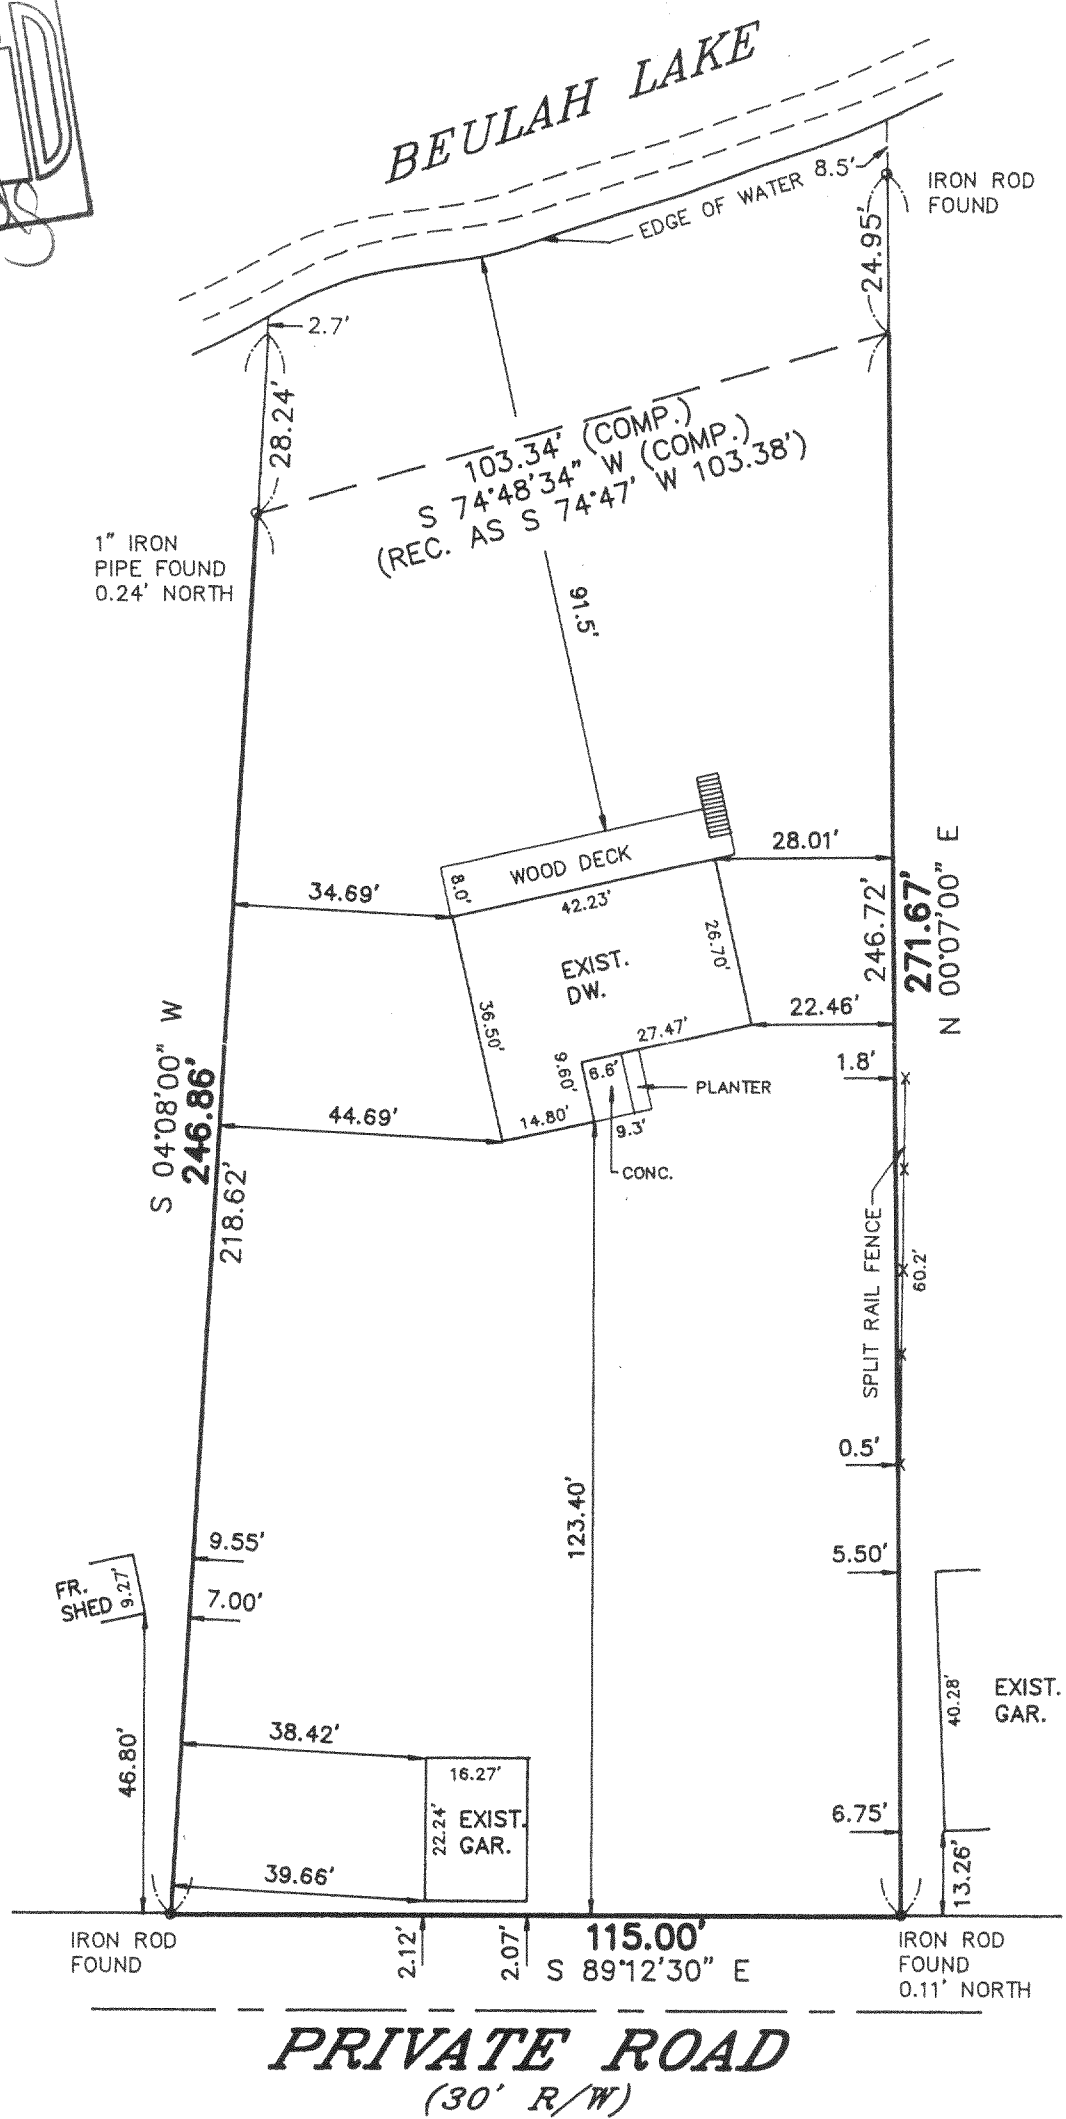 BEULAH LAKE
8.5'
EDGE OF WATER
IRON ROD
FOUND
24.95'
2.7'
28.24'
103.34' (COMP.)
S 74°48'34" W (COMP.)
(REC. AS S 74°47' W 103.38')
1" IRON
PIPE FOUND
0.24' NORTH
91.5'
WOOD DECK
8.0'
42.23'
28.01'
34.69'
EXIST.
DW.
26.70'
36.50'
246.72'
271.67'
N 00°07'00" E
22.46'
27.47'
9.60'
6.6'
PLANTER
1.8'
14.80'
9.3'
CONC.
44.69'
S 04°08'00" W
246.86'
218.62'
SPLIT RAIL FENCE
60.2'
0.5'
123.40'
9.55'
5.50'
FR.
SHED
9.27'
7.00'
46.80'
38.42'
16.27'
22.24'
EXIST.
GAR.
39.66'
40.28'
EXIST.
GAR.
6.75'
13.26'
IRON ROD
FOUND
2.12'
2.07'
115.00'
S 89°12'30" E
IRON ROD
FOUND
0.11' NORTH
PRIVATE ROAD
(30' R/W)